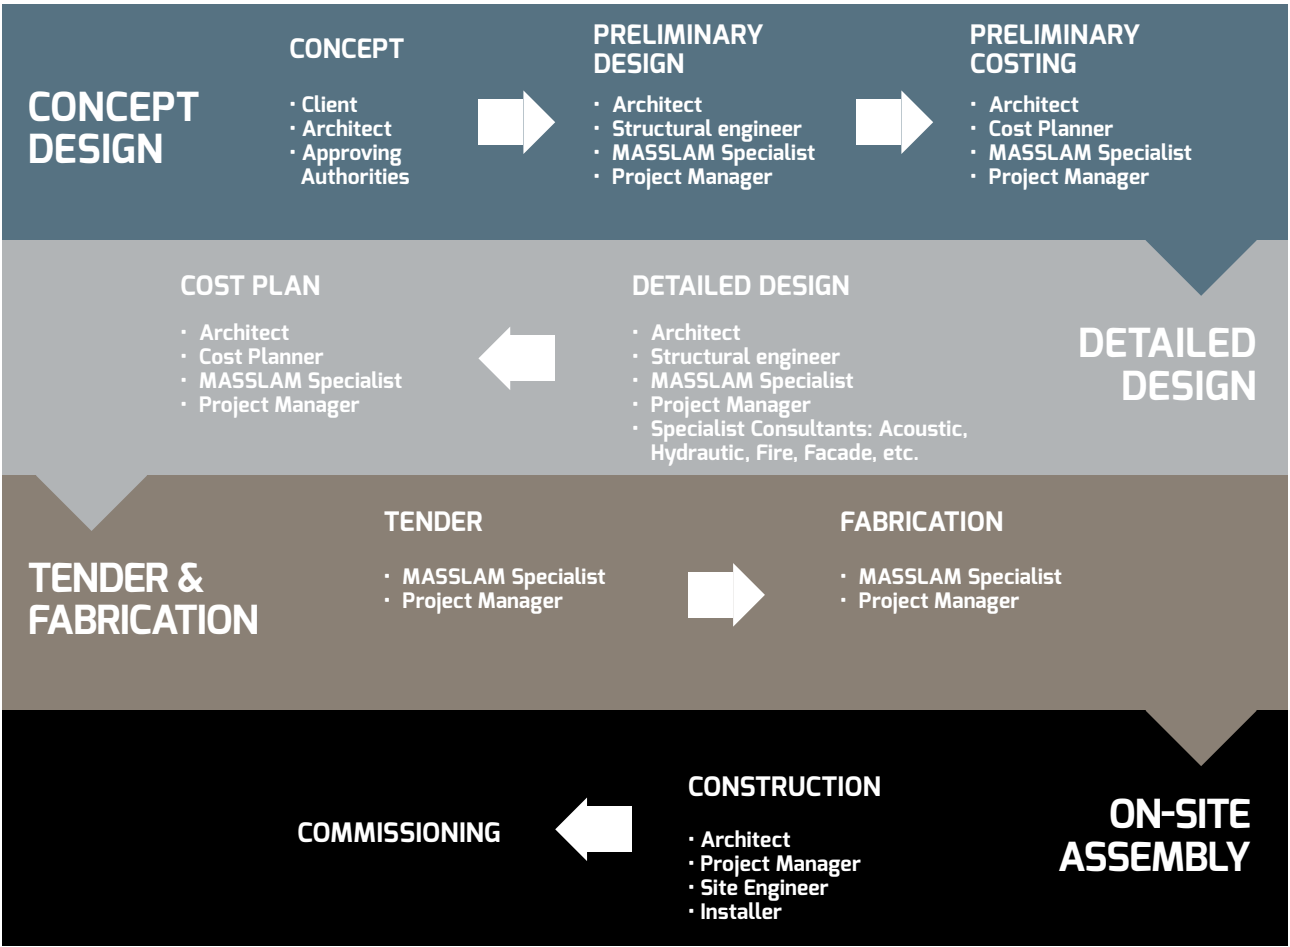 CONCEPT
DESIGN
CONCEPT
· Client
· Architect
· Approving
Authorities
PRELIMINARY
DESIGN
· Architect
· Structural engineer
· MASSLAM Specialist
· Project Manager
PRELIMINARY
COSTING
· Architect
· Cost Planner
· MASSLAM Specialist
· Project Manager
DETAILED
DESIGN
DETAILED DESIGN
· Architect
· Structural engineer
· MASSLAM Specialist
· Project Manager
· Specialist Consultants: Acoustic,
Hydrautic, Fire, Facade, etc.
COST PLAN
· Architect
· Cost Planner
· MASSLAM Specialist
· Project Manager
TENDER &
FABRICATION
TENDER
· MASSLAM Specialist
· Project Manager
FABRICATION
· MASSLAM Specialist
· Project Manager
ON-SITE
ASSEMBLY
CONSTRUCTION
· Architect
· Project Manager
· Site Engineer
· Installer
COMMISSIONING